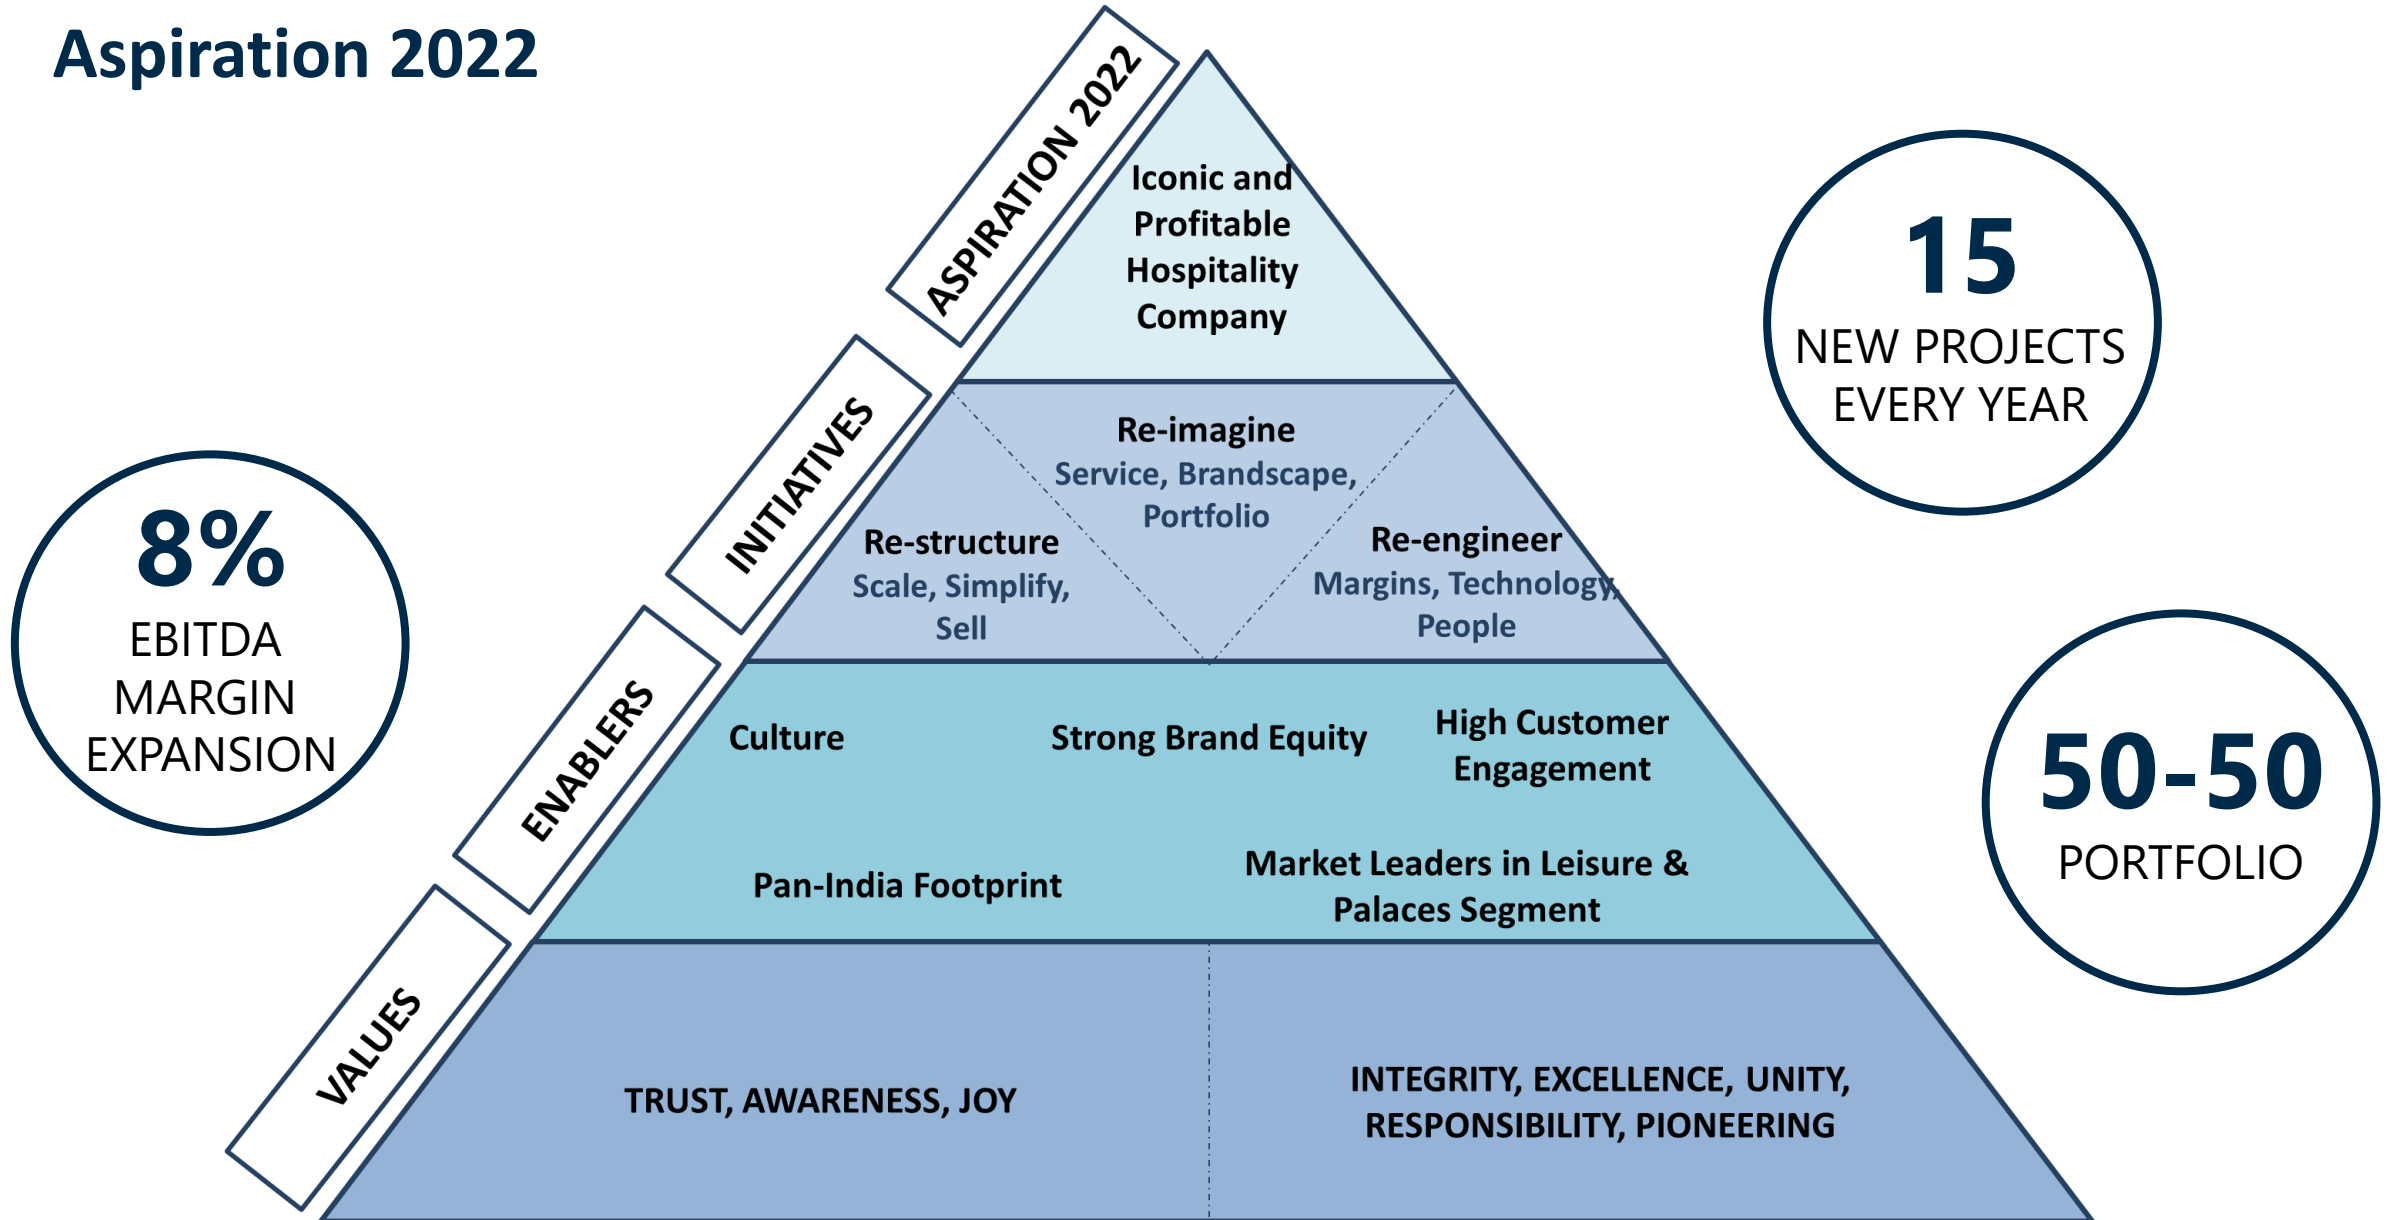 Aspiration 2022
ASPIRATION 2022
Iconic and
Profitable
Hospitality
Company
INITIATIVES
Re-imagine
Service, Brandscape,
Portfolio
Re-structure
Scale, Simplify,
Sell
Re-engineer
Margins, Technology,
People
ENABLERS
Culture
Strong Brand Equity
High Customer
Engagement
Pan-India Footprint
Market Leaders in Leisure &
Palaces Segment
VALUES
TRUST, AWARENESS, JOY
INTEGRITY, EXCELLENCE, UNITY,
RESPONSIBILITY, PIONEERING
8%
EBITDA
MARGIN
EXPANSION
15
NEW PROJECTS
EVERY YEAR
50-50
PORTFOLIO